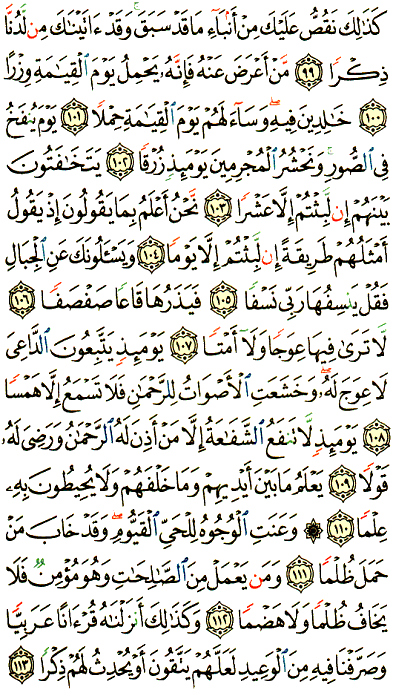 كَذَٰلِكَ نَقُصُّ عَلَيْكَ مِنْ أَنۢبَآءِ مَا قَدْ سَبَقَ ۚ وَقَدْ ءَاتَيْنَٰكَ مِن لَّدُنَّا
ذِكْرًا ۝٩٩ مَّنْ أَعْرَضَ عَنْهُ فَإِنَّهُۥ يَحْمِلُ يَوْمَ ٱلْقِيَٰمَةِ وِزْرًا
۝١٠٠ خَٰلِدِينَ فِيهِ ۖ وَسَآءَ لَهُمْ يَوْمَ ٱلْقِيَٰمَةِ حِمْلًا ۝١٠١ يَوْمَ يُنفَخُ
فِى ٱلصُّورِ ۚ وَنَحْشُرُ ٱلْمُجْرِمِينَ يَوْمَئِذٍ زُرْقًا ۝١٠٢ يَتَخَٰفَتُونَ
بَيْنَهُمْ إِن لَّبِثْتُمْ إِلَّا عَشْرًا ۝١٠٣ نَّحْنُ أَعْلَمُ بِمَا يَقُولُونَ إِذْ يَقُولُ
أَمْثَلُهُمْ طَرِيقَةً إِن لَّبِثْتُمْ إِلَّا يَوْمًا ۝١٠٤ وَيَسْـَٔلُونَكَ عَنِ ٱلْجِبَالِ
فَقُلْ يَنسِفُهَا رَبِّى نَسْفًا ۝١٠٥ فَيَذَرُهَا قَاعًا صَفْصَفًا ۝١٠٦
لَّا تَرَىٰ فِيهَا عِوَجًا وَلَآ أَمْتًا ۝١٠٧ يَوْمَئِذٍ يَتَّبِعُونَ ٱلدَّاعِىَ
لَا عِوَجَ لَهُۥ ۖ وَخَشَعَتِ ٱلْأَصْوَاتُ لِلرَّحْمَٰنِ فَلَا تَسْمَعُ إِلَّا هَمْسًا
۝١٠٨ يَوْمَئِذٍ لَّا تَنفَعُ ٱلشَّفَٰعَةُ إِلَّا مَنْ أَذِنَ لَهُ ٱلرَّحْمَٰنُ وَرَضِىَ لَهُۥ
قَوْلًا ۝١٠٩ يَعْلَمُ مَا بَيْنَ أَيْدِيهِمْ وَمَا خَلْفَهُمْ وَلَا يُحِيطُونَ بِهِۦ
عِلْمًا ۝١١٠ ۞ وَعَنَتِ ٱلْوُجُوهُ لِلْحَىِّ ٱلْقَيُّومِ ۖ وَقَدْ خَابَ مَنْ
حَمَلَ ظُلْمًا ۝١١١ وَمَن يَعْمَلْ مِنَ ٱلصَّٰلِحَٰتِ وَهُوَ مُؤْمِنٌ فَلَا
يَخَافُ ظُلْمًا وَلَا هَضْمًا ۝١١٢ وَكَذَٰلِكَ أَنزَلْنَٰهُ قُرْءَانًا عَرَبِيًّا
وَصَرَّفْنَا فِيهِ مِنَ ٱلْوَعِيدِ لَعَلَّهُمْ يَتَّقُونَ أَوْ يُحْدِثُ لَهُمْ ذِكْرًا ۝١١٣